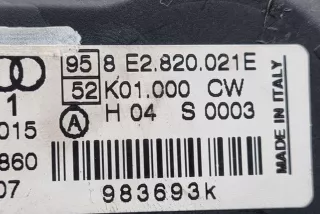 95 8 E2.820.021E
52 K01.000 CW
1 A H 04 S 0003
015
860
07
983693k
MADE IN ITALY